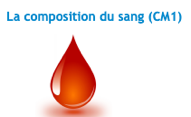 La composition du sang (CM1)